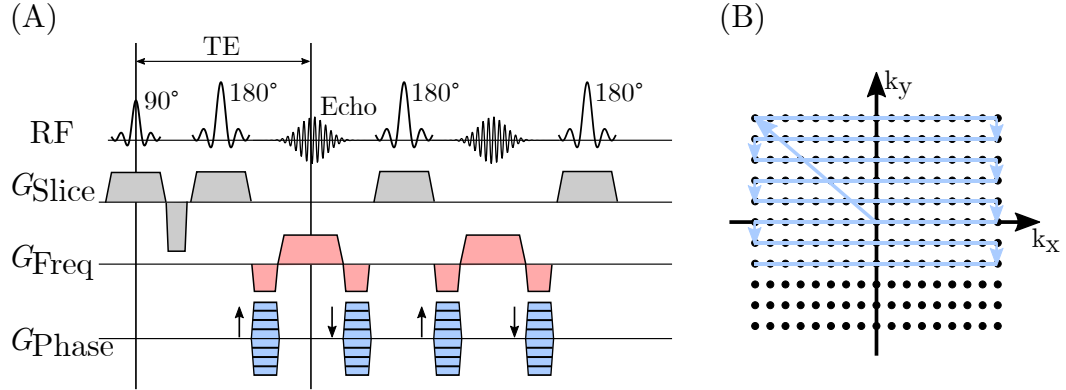 (A)
TE
90°
180°
Echo
180°
180°
RF
GSlice
GFreq
GPhase
(B)
ky
kx